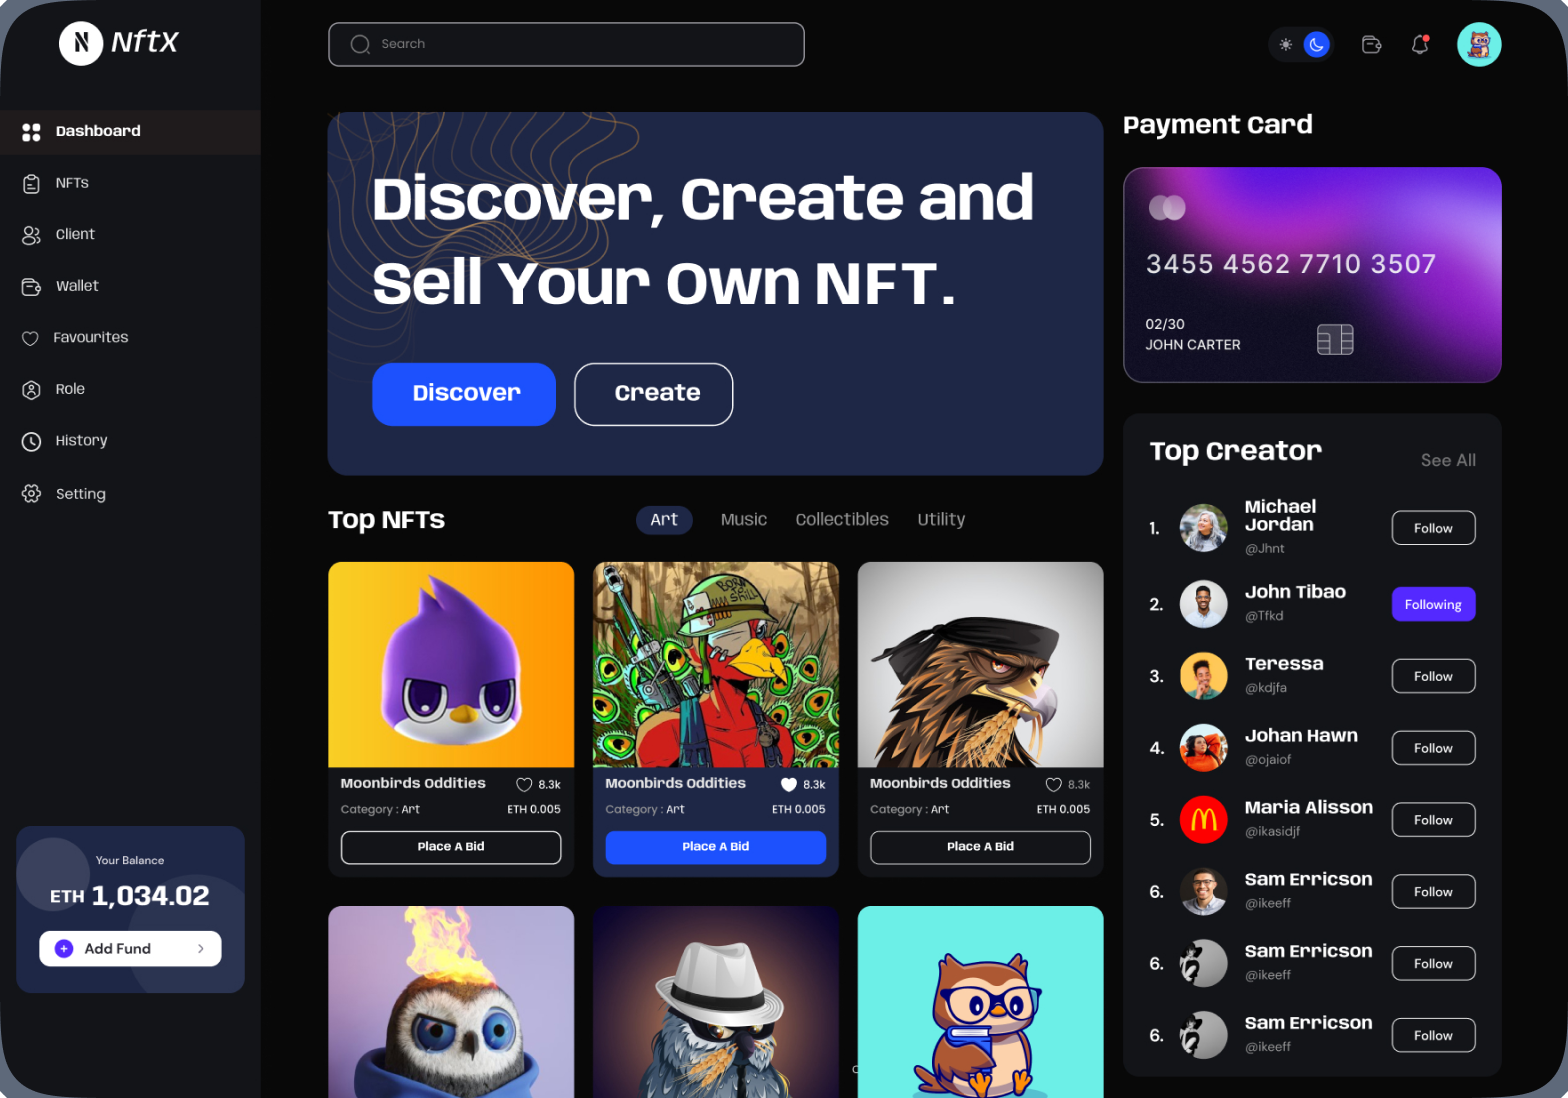 NftX
Search
Dashboard
NFTs
Client
Wallet
Favourites
Role
History
Setting
Your Balance
ETH 1,034.02
Add Fund
Discover, Create and
Sell Your Own NFT.
Discover
Create
Top NFTs
Art
Music
Collectibles
Utility
BORN
TO
SKILL
Moonbirds Oddities
8.3k
Category : Art
ETH 0.005
Place A Bid
Moonbirds Oddities
8.3k
Category : Art
ETH 0.005
Place A Bid
Moonbirds Oddities
8.3k
Category : Art
ETH 0.005
Place A Bid
Payment Card
3455 4562 7710 3507
02/30
JOHN CARTER
Top Creator
See All
1.
Michael
Jordan
@Jhnt
Follow
2.
John Tibao
@Tfkd
Following
3.
Teressa
@kdjfa
Follow
4.
Johan Hawn
@ojaiof
Follow
5.
Maria Alisson
@ikasidjf
Follow
6.
Sam Erricson
@ikeeff
Follow
6.
Sam Erricson
@ikeeff
Follow
6.
Sam Erricson
@ikeeff
Follow